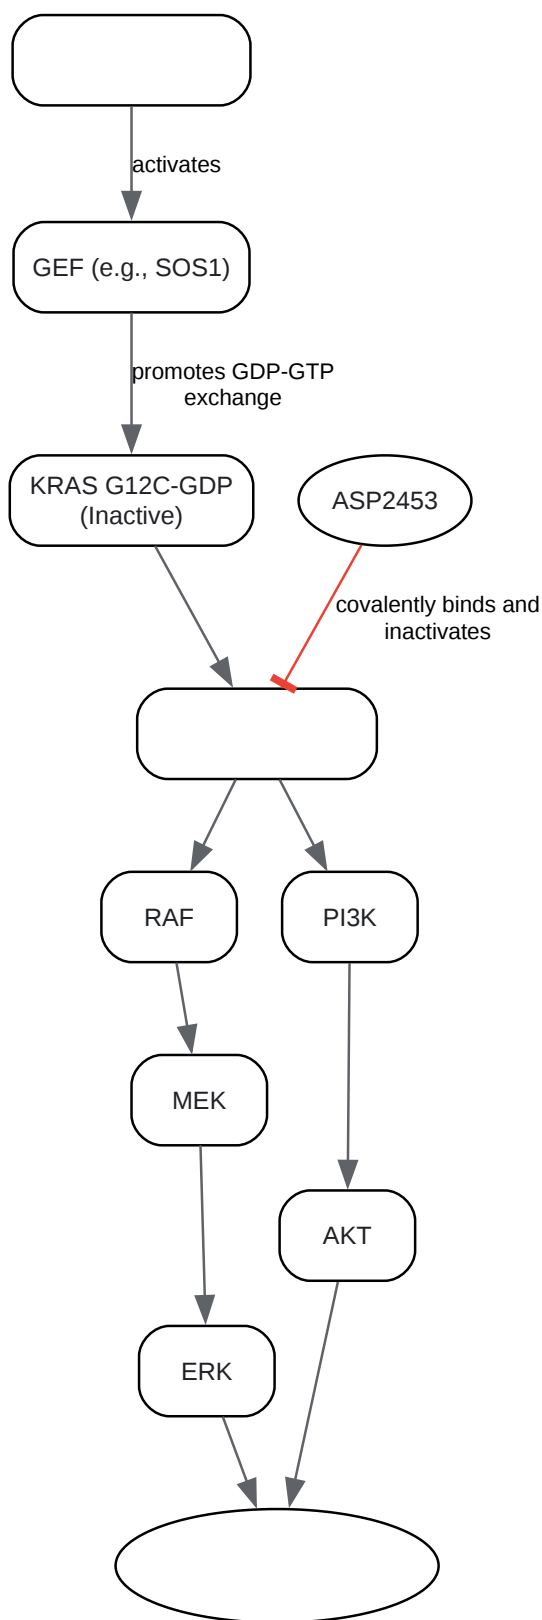 activates
GEF (e.g., SOS1)
promotes GDP-GTP
exchange
KRAS G12C-GDP
(Inactive)
ASP2453
covalently binds and
inactivates
RAF
PI3K
MEK
AKT
ERK